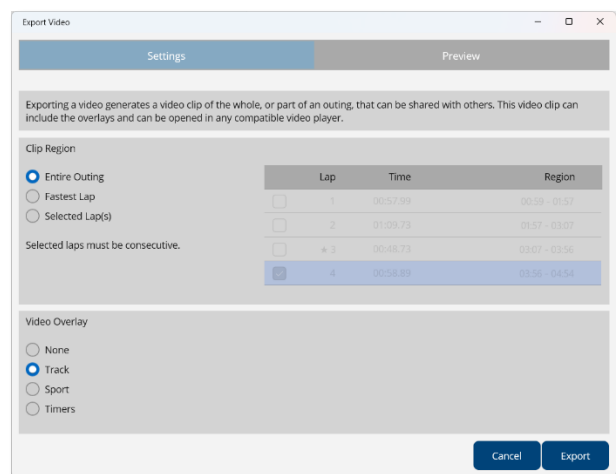 Export Video
Settings Preview
Exporting a video generates a video clip of the whole, or part of an outing, that can be shared with others. This video clip can
include the overlays and can be opened in any compatible video player.
Clip Region
Entire Outing
Fastest Lap
Selected Lap(s)
Selected laps must be consecutive.
Lap Time Region
1 00:57.99 00:59 - 01:57
2 01:09.73 01:57 - 03:07
★ 3 00:48.73 03:07 - 03:56
4 00:58.89 03:56 - 04:54
Video Overlay
None
Track
Sport
Timers
Cancel Export